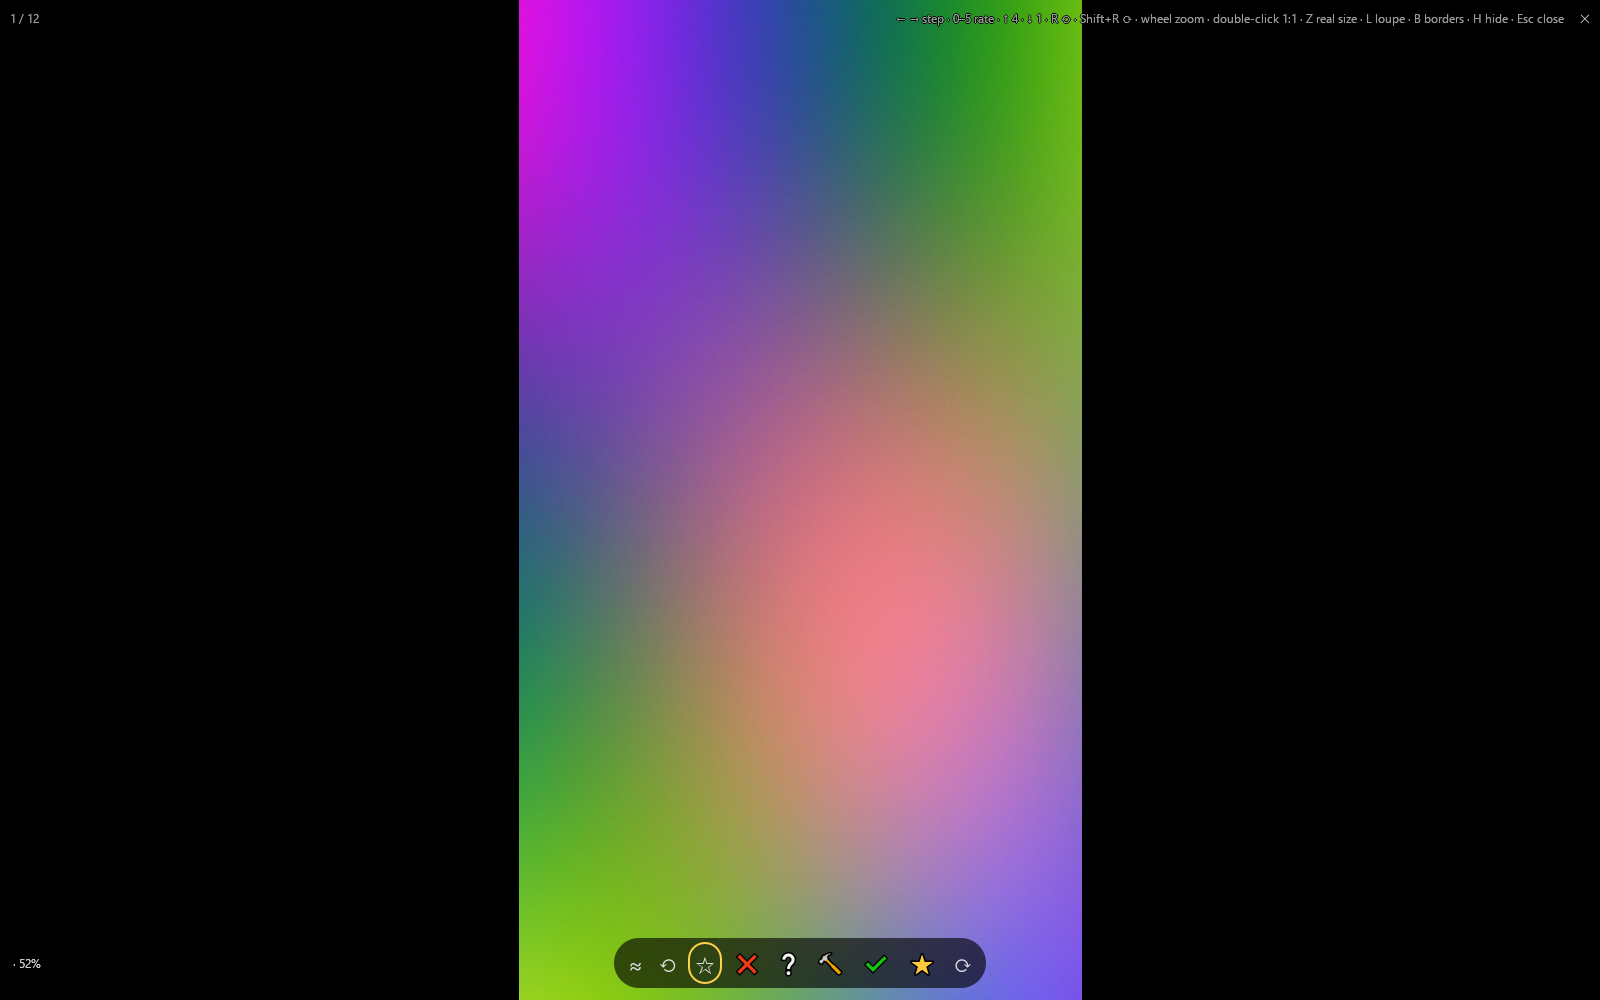 1 / 12
← → step · 0–5 rate · ↑ 4 · ↓ 1 · R ⟲ · Shift+R ⟳ · wheel zoom · double-click 1:1 · Z real size · L loupe · B borders · H hide · Esc close
· 52%